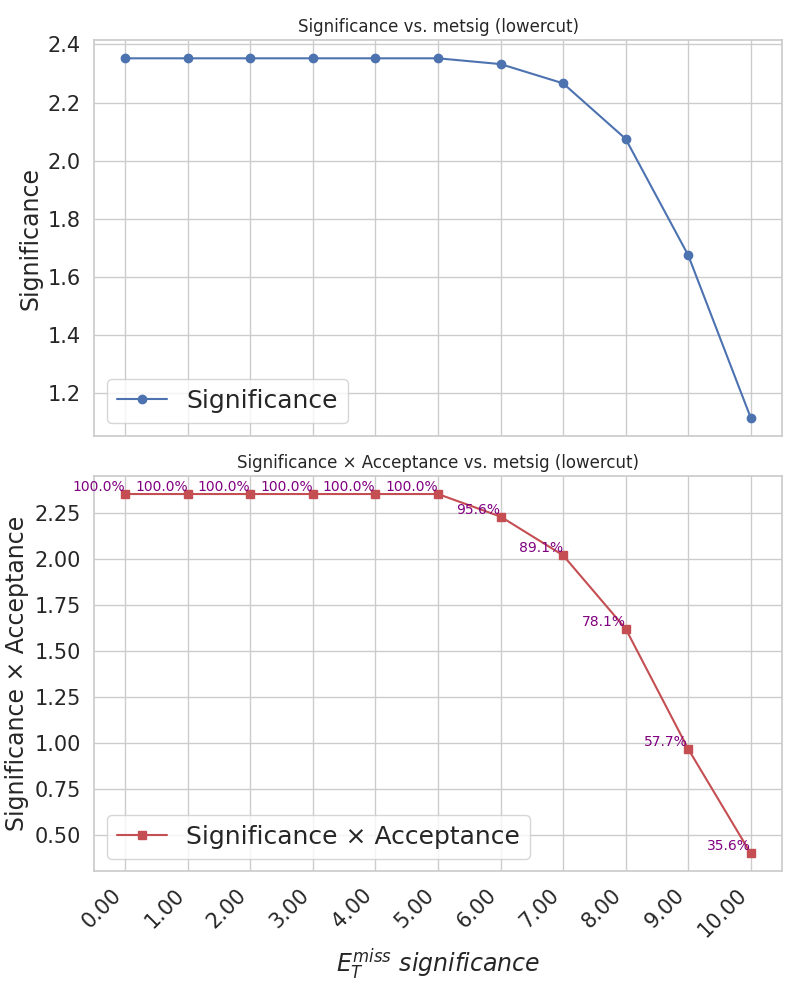 Significance vs. metsig (lowercut)
2.4
2.2
2.0
1.8
1.6
1.4
1.2
Significance
Significance
Significance × Acceptance vs. metsig (lowercut)
100.0% 100.0% 100.0% 100.0% 100.0% 100.0%
95.6%
89.1%
78.1%
57.7%
35.6%
2.25
2.00
1.75
1.50
1.25
1.00
0.75
0.50
Significance × Acceptance
Significance × Acceptance
0.00 1.00 2.00 3.00 4.00 5.00 6.00 7.00 8.00 9.00 10.00
$E_T^{miss}$ significance